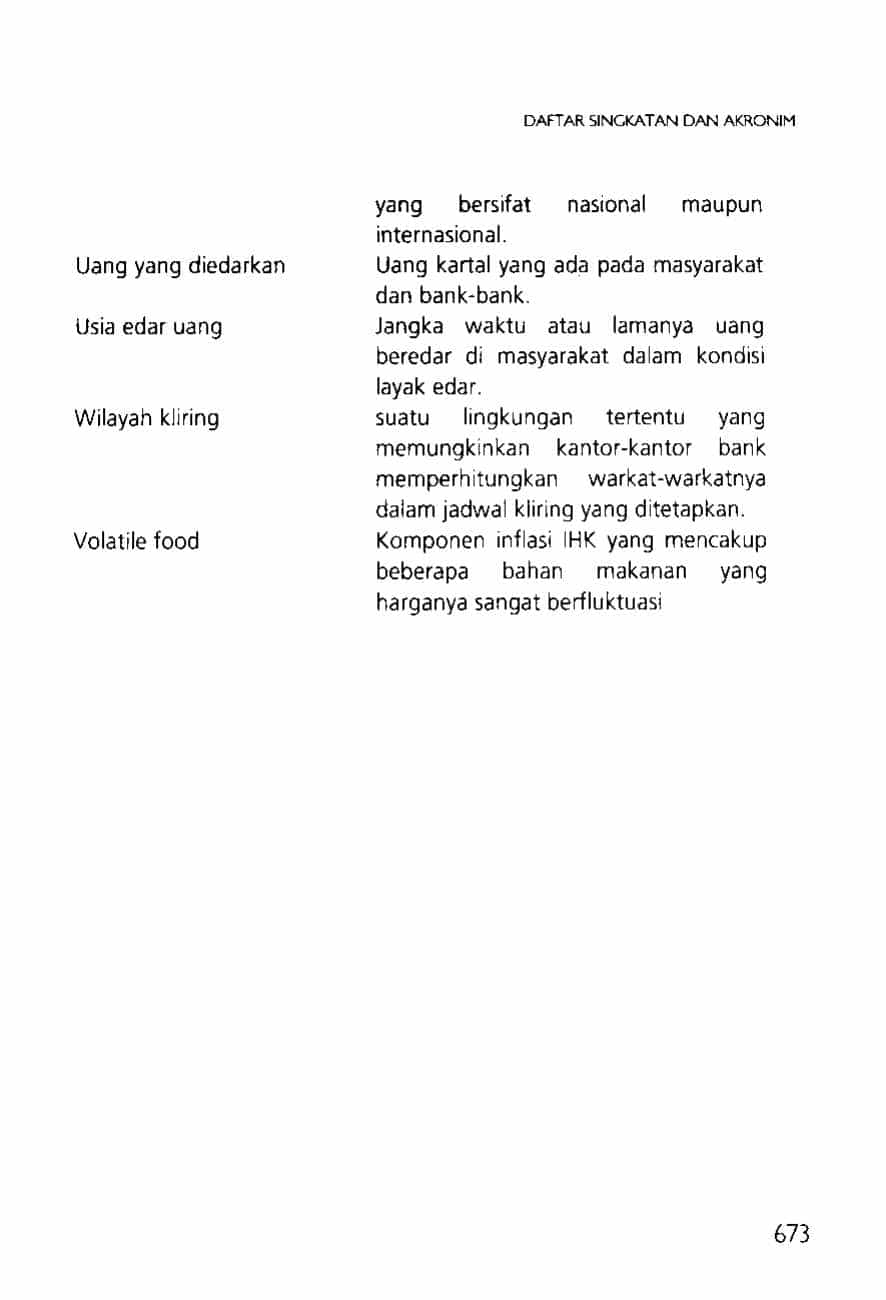 DAFTAR SINGKATAN DAN AKRONIM
yang bersifat nasional maupun
internasional.
Uang yang diedarkan Uang kartal yang ada pada masyarakat
dan bank-bank.
Usia edar uang Jangka waktu atau lamanya uang
beredar di masyarakat dalam kondisi
layak edar.
Wilayah kliring suatu lingkungan tertentu yang
memungkinkan kantor-kantor bank
memperhitungkan warkat-warkatnya
dalam jadwal kliring yang ditetapkan.
Volatile food Komponen inflasi IHK yang mencakup
beberapa bahan makanan yang
harganya sangat berfluktuasi
673